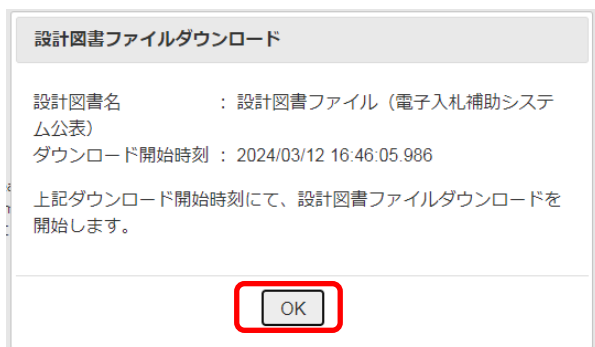 設計図書ファイルダウンロード
設計図書名 : 設計図書ファイル（電子入札補助システ
ム公表）
ダウンロード開始時刻 : 2024/03/12 16:46:05.986
上記ダウンロード開始時刻にて、設計図書ファイルダウンロードを
開始します。
OK